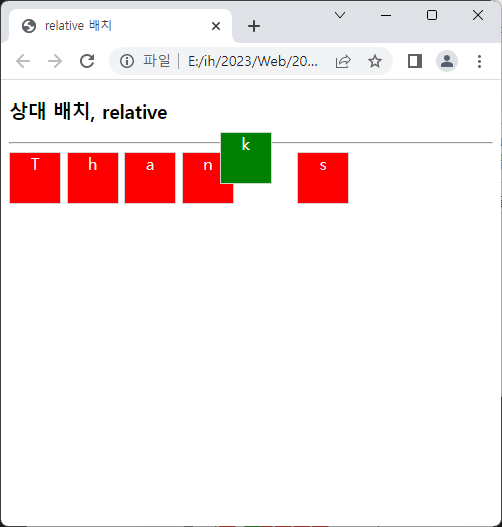 relative 배치
파일 E:/ih/2023/Web/20...
상대 배치, relative
T h a n k s